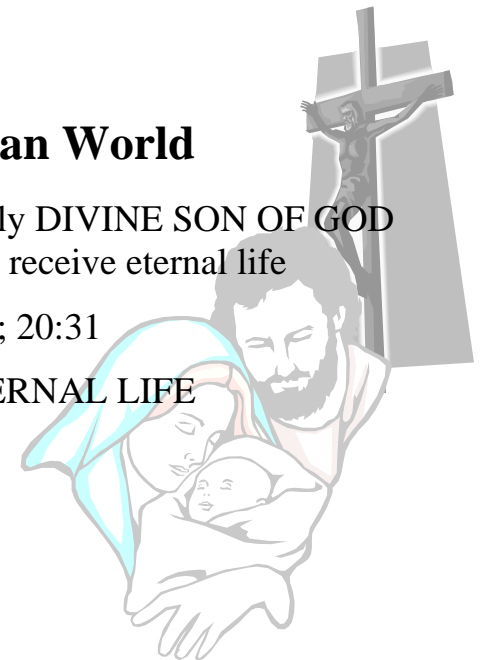 an World
ly DIVINE SON OF GOD
receive eternal life
; 20:31
ERNAL LIFE